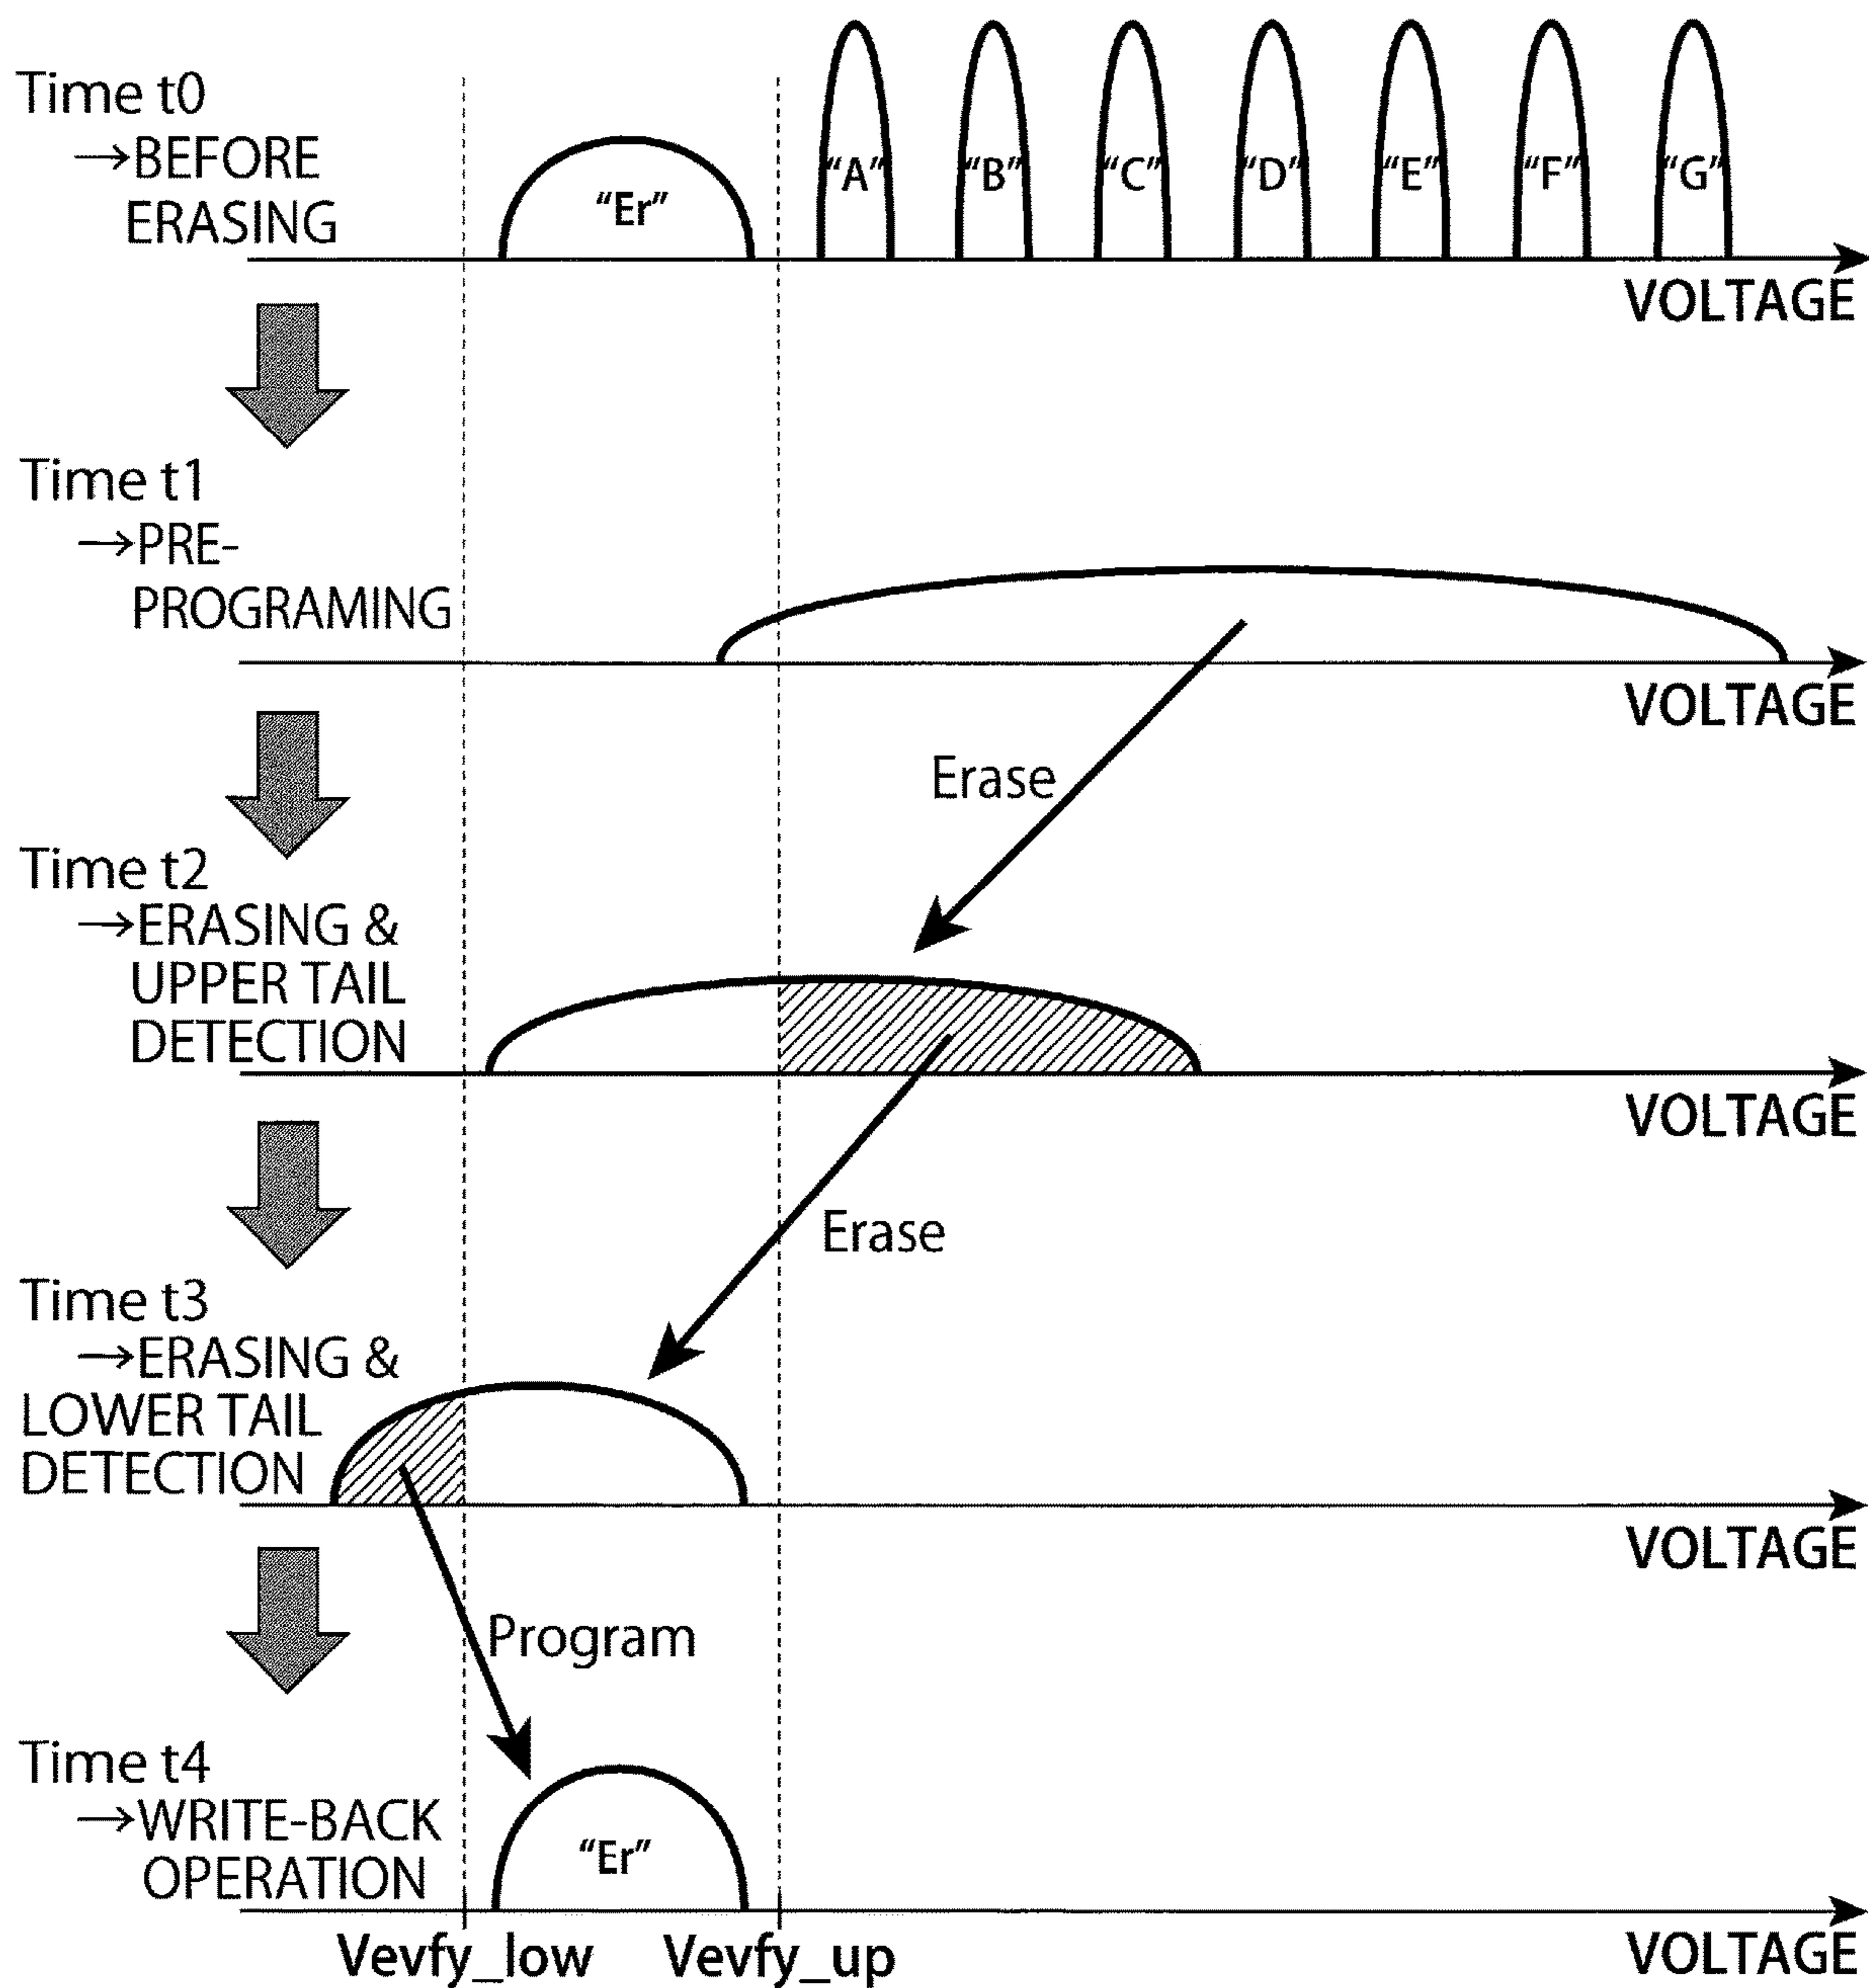 Time t0
→BEFORE
ERASING
“Er”
“A”
“B”
“C”
“D”
“E”
“F”
“G”
VOLTAGE
Time t1
→PRE-
PROGRAMING
VOLTAGE
Erase
Time t2
→ERASING &
UPPER TAIL
DETECTION
VOLTAGE
Erase
Time t3
→ERASING &
LOWER TAIL
DETECTION
VOLTAGE
Program
Time t4
→WRITE-BACK
OPERATION
“Er”
Vevfy_low
Vevfy_up
VOLTAGE